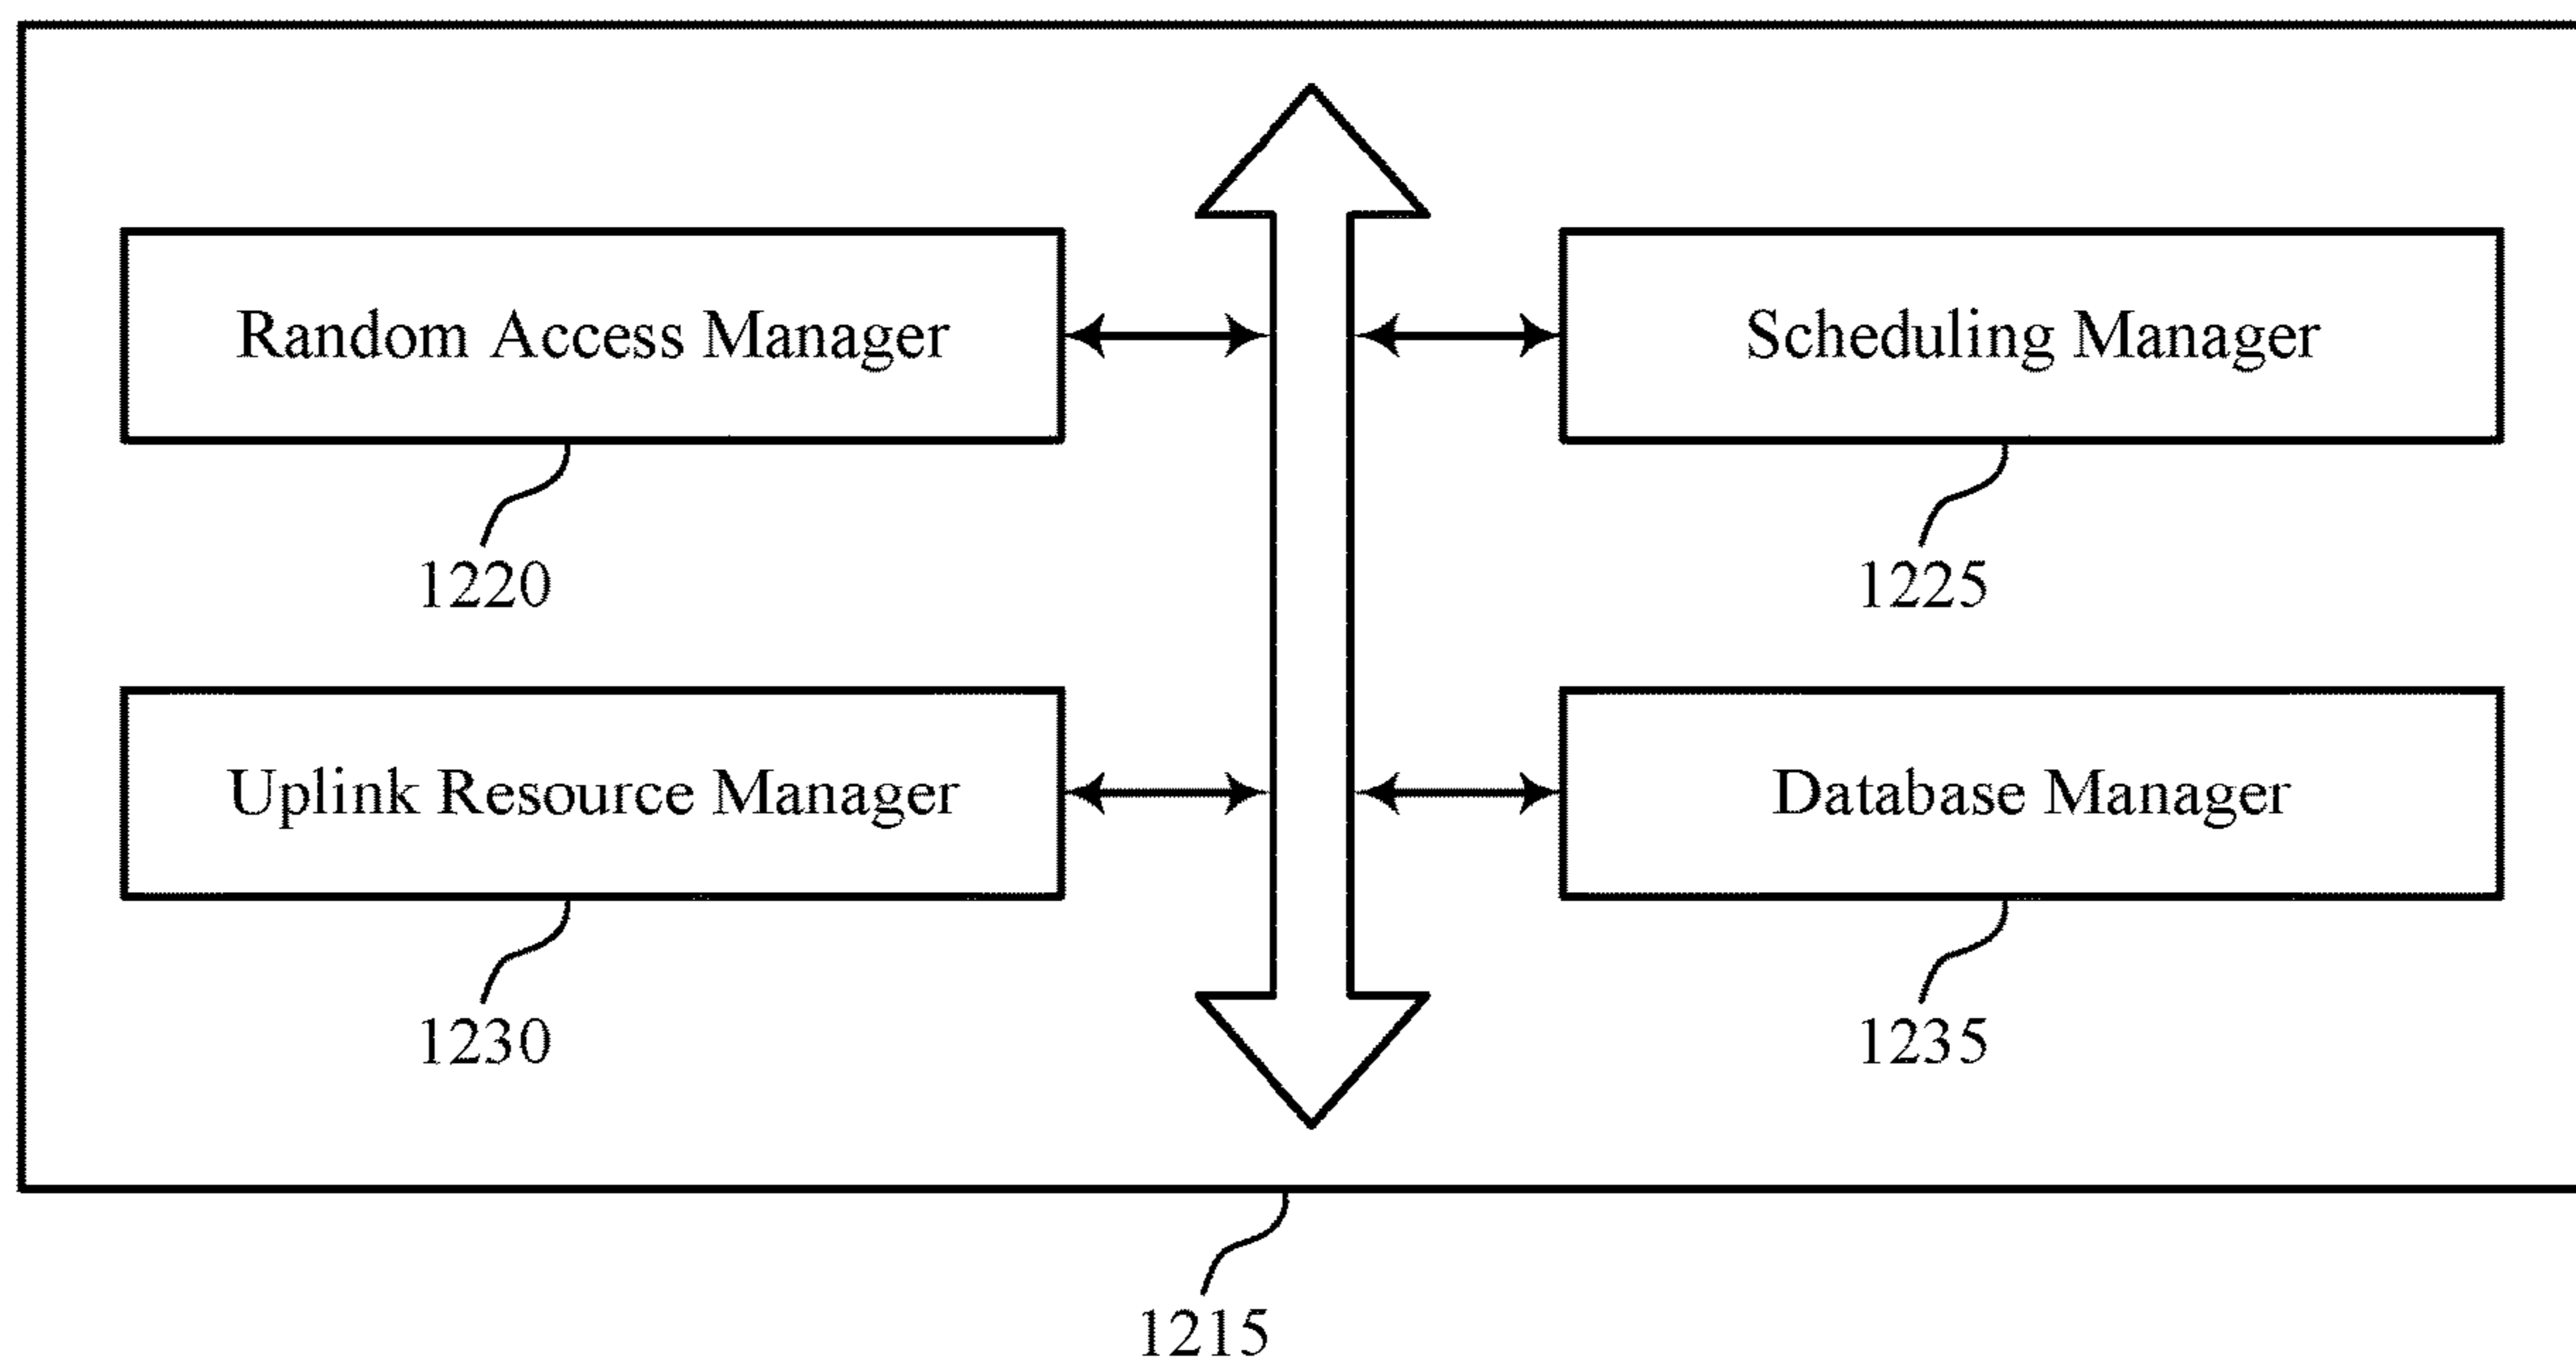 Random Access Manager
Scheduling Manager
1220
1225
Uplink Resource Manager
Database Manager
1230
1235
1215